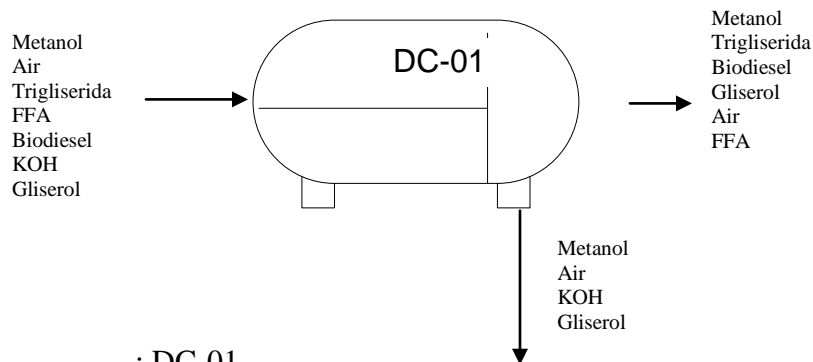 Metanol
Air
Trigliserida
FFA
Biodiesel
KOH
Gliserol
DC-01
Metanol
Trigliserida
Biodiesel
Gliserol
Air
FFA
Metanol
Air
KOH
Gliserol
: DC-01